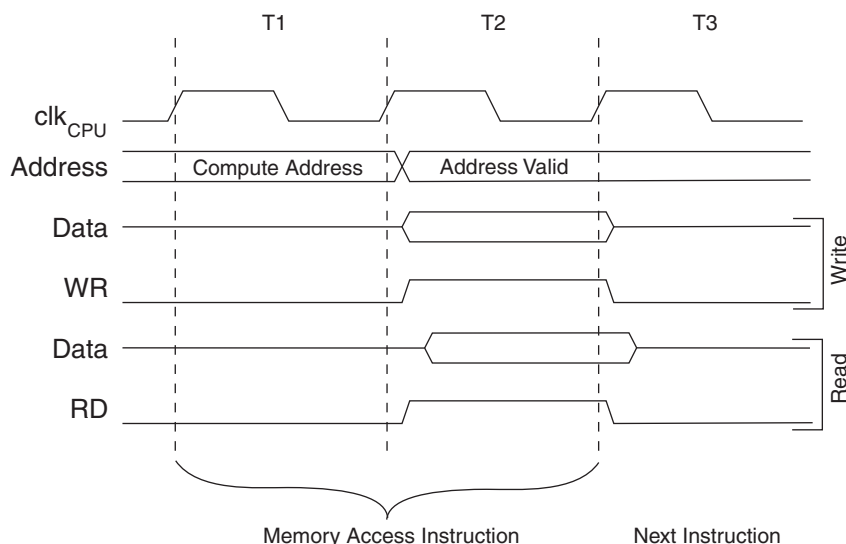 T1 T2 T3
clkCPU
Address Compute Address Address Valid
Data
WR
Write
Data
RD
Read
Memory Access Instruction Next Instruction